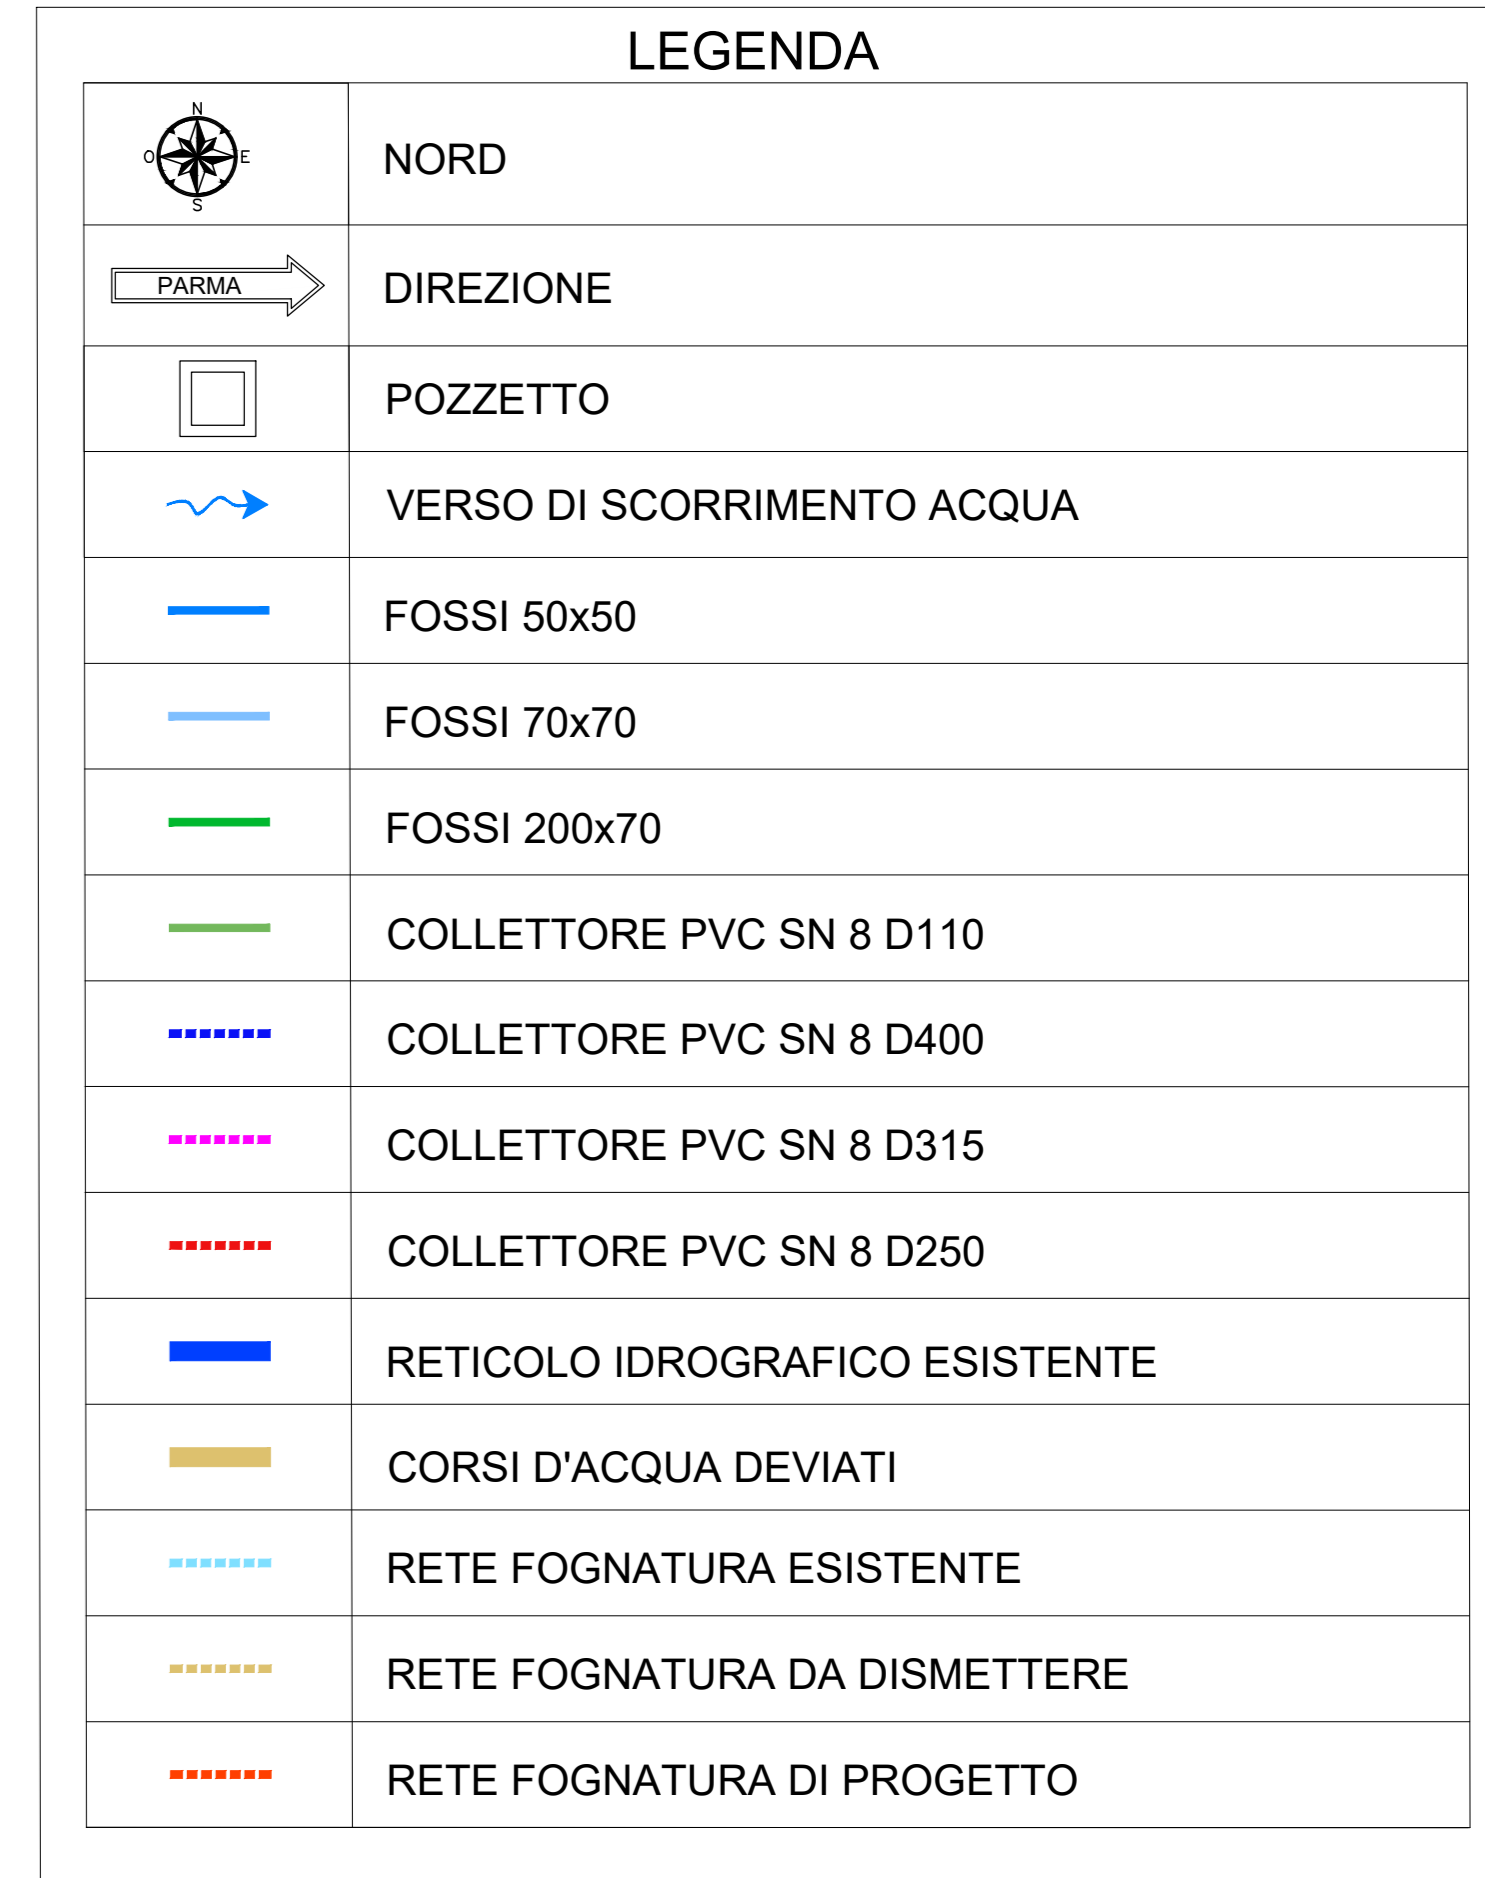 LEGENDA
N
O
E
S
NORD
PARMA
DIREZIONE
POZZETTO
VERSO DI SCORRIMENTO ACQUA
FOSSI 50x50
FOSSI 70x70
FOSSI 200x70
COLLETTORE PVC SN 8 D110
COLLETTORE PVC SN 8 D400
COLLETTORE PVC SN 8 D315
COLLETTORE PVC SN 8 D250
RETICOLO IDROGRAFICO ESISTENTE
CORSI D'ACQUA DEVIATI
RETE FOGNATURA ESISTENTE
RETE FOGNATURA DA DISMETTERE
RETE FOGNATURA DI PROGETTO